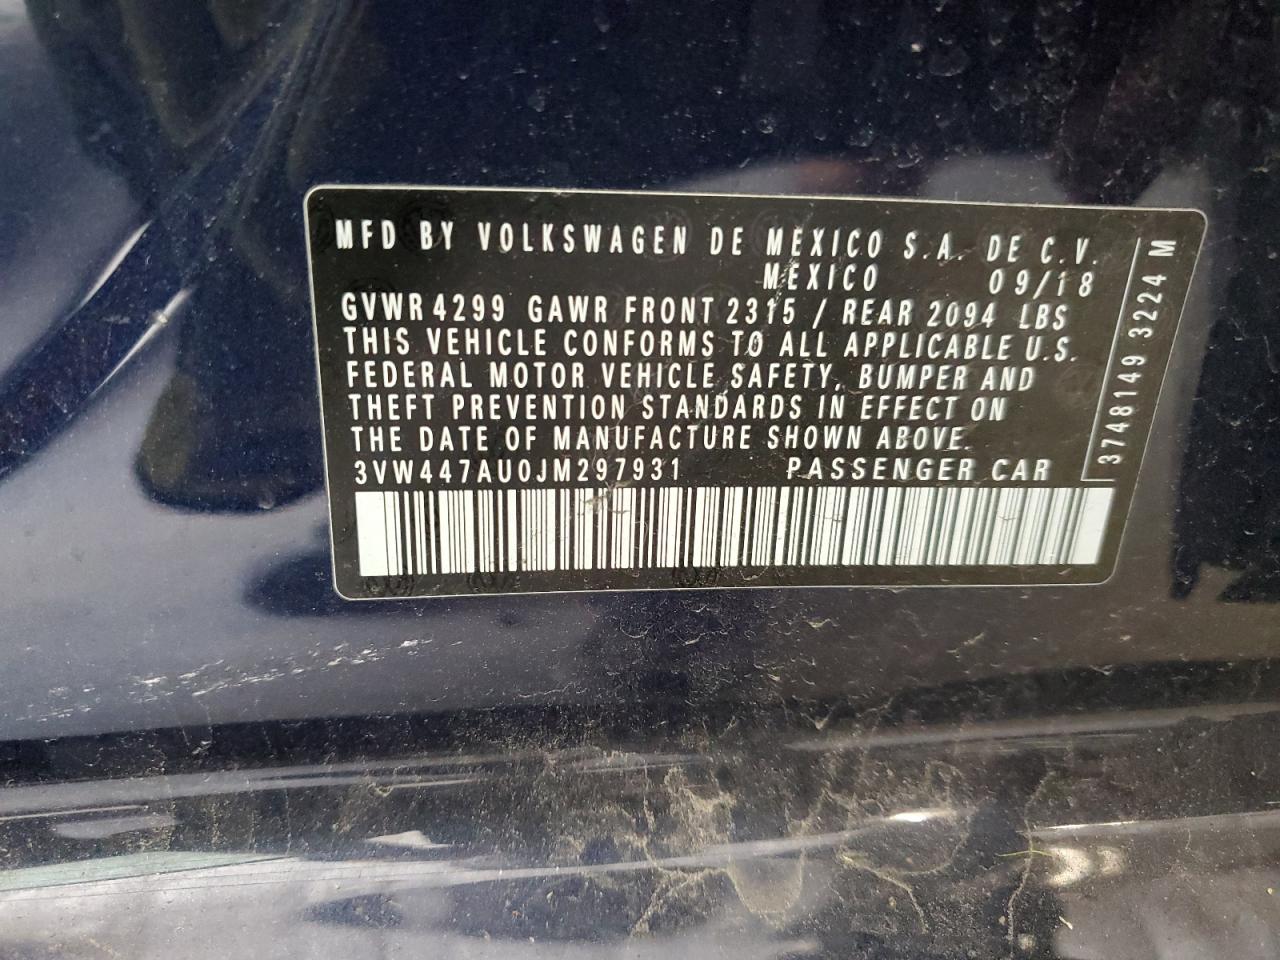 MFD BY VOLKSWAGEN DE MEXICO S.A. DE C.V.
MEXICO 09/18
GVWR 4299 GAWR FRONT 2315 / REAR 2094 LBS
THIS VEHICLE CONFORMS TO ALL APPLICABLE U.S.
FEDERAL MOTOR VEHICLE SAFETY, BUMPER AND
THEFT PREVENTION STANDARDS IN EFFECT ON
THE DATE OF MANUFACTURE SHOWN ABOVE.
3VW447AU0JM297931 PASSENGER CAR
3748149 3224 M